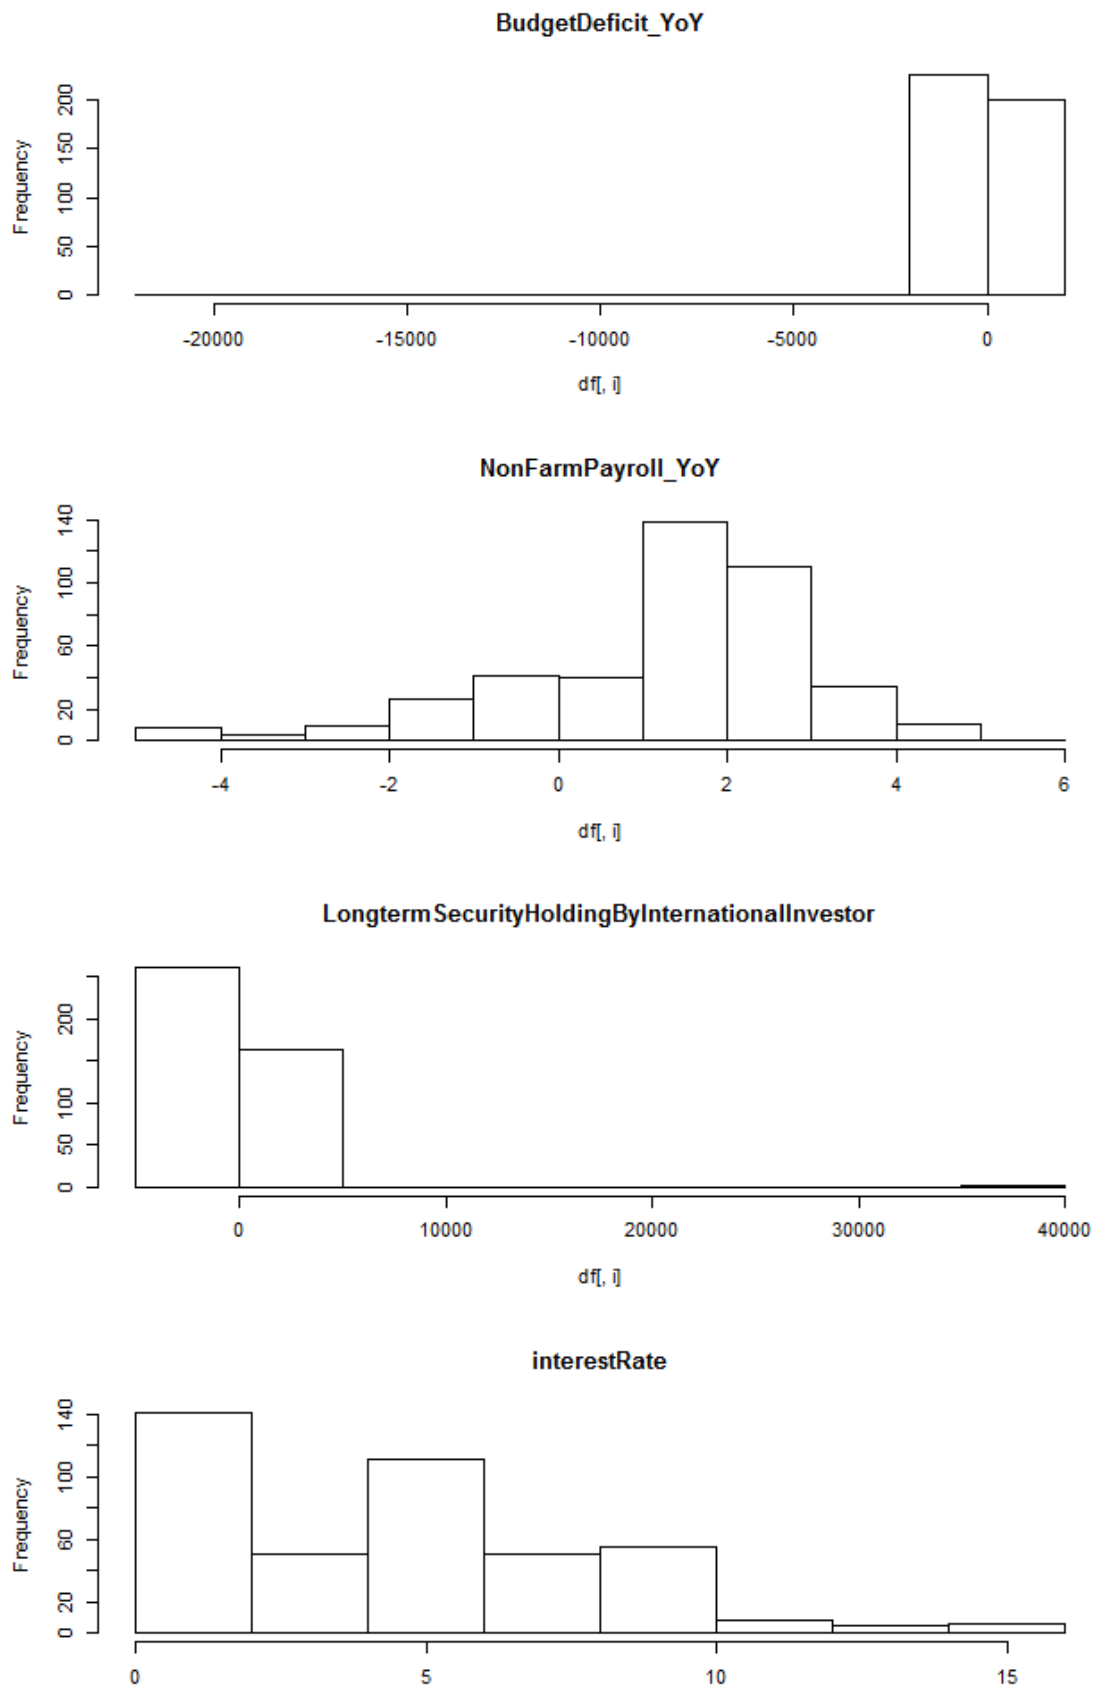 BudgetDeficit_YoY
Frequency
200
150
100
50
0
-20000 -15000 -10000 -5000 0
df[, i]
NonFarmPayroll_YoY
Frequency
140
100
60
20
0
-4 -2 0 2 4 6
df[, i]
LongtermSecurityHoldingByInternationalInvestor
Frequency
200
100
50
0
0 10000 20000 30000 40000
df[, i]
interestRate
Frequency
140
100
60
20
0
0 5 10 15